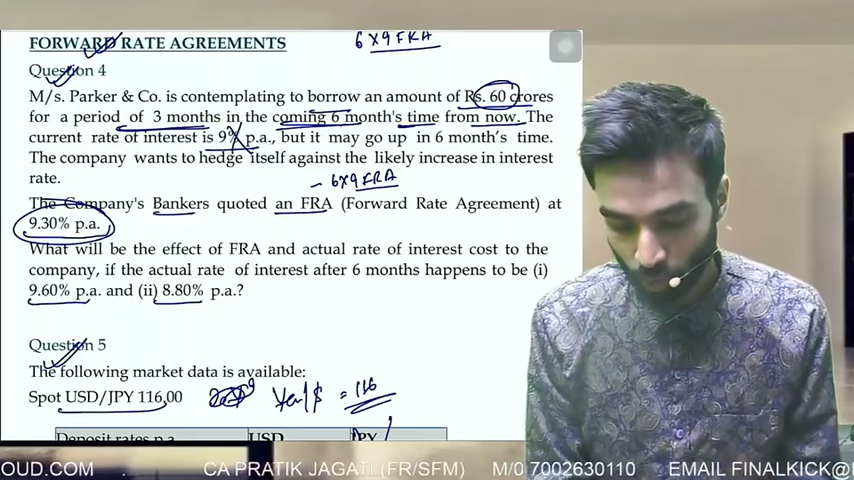 6 X 9 FRA
FORWARD RATE AGREEMENTS
Question 4
M/s. Parker & Co. is contemplating to borrow an amount of Rs. 60 crores
for a period of 3 months in the coming 6 month's time from now. The
current rate of interest is 9% p.a., but it may go up in 6 month's time.
The company wants to hedge itself against the likely increase in interest
rate.
6X9 FRA
The Company's Bankers quoted an FRA (Forward Rate Agreement) at
9.30% p.a.
What will be the effect of FRA and actual rate of interest cost to the
company, if the actual rate of interest after 6 months happens to be (i)
9.60% p.a. and (ii) 8.80% p.a.?
Question 5
The following market data is available:
Spot USD/JPY 116.00
Yen/$ = 116
Deposit rates p.a. USD JPY
OUD.COM CA PRATIK JAGATI (FR/SFM) M/0 7002630110 EMAIL FINALKICK@